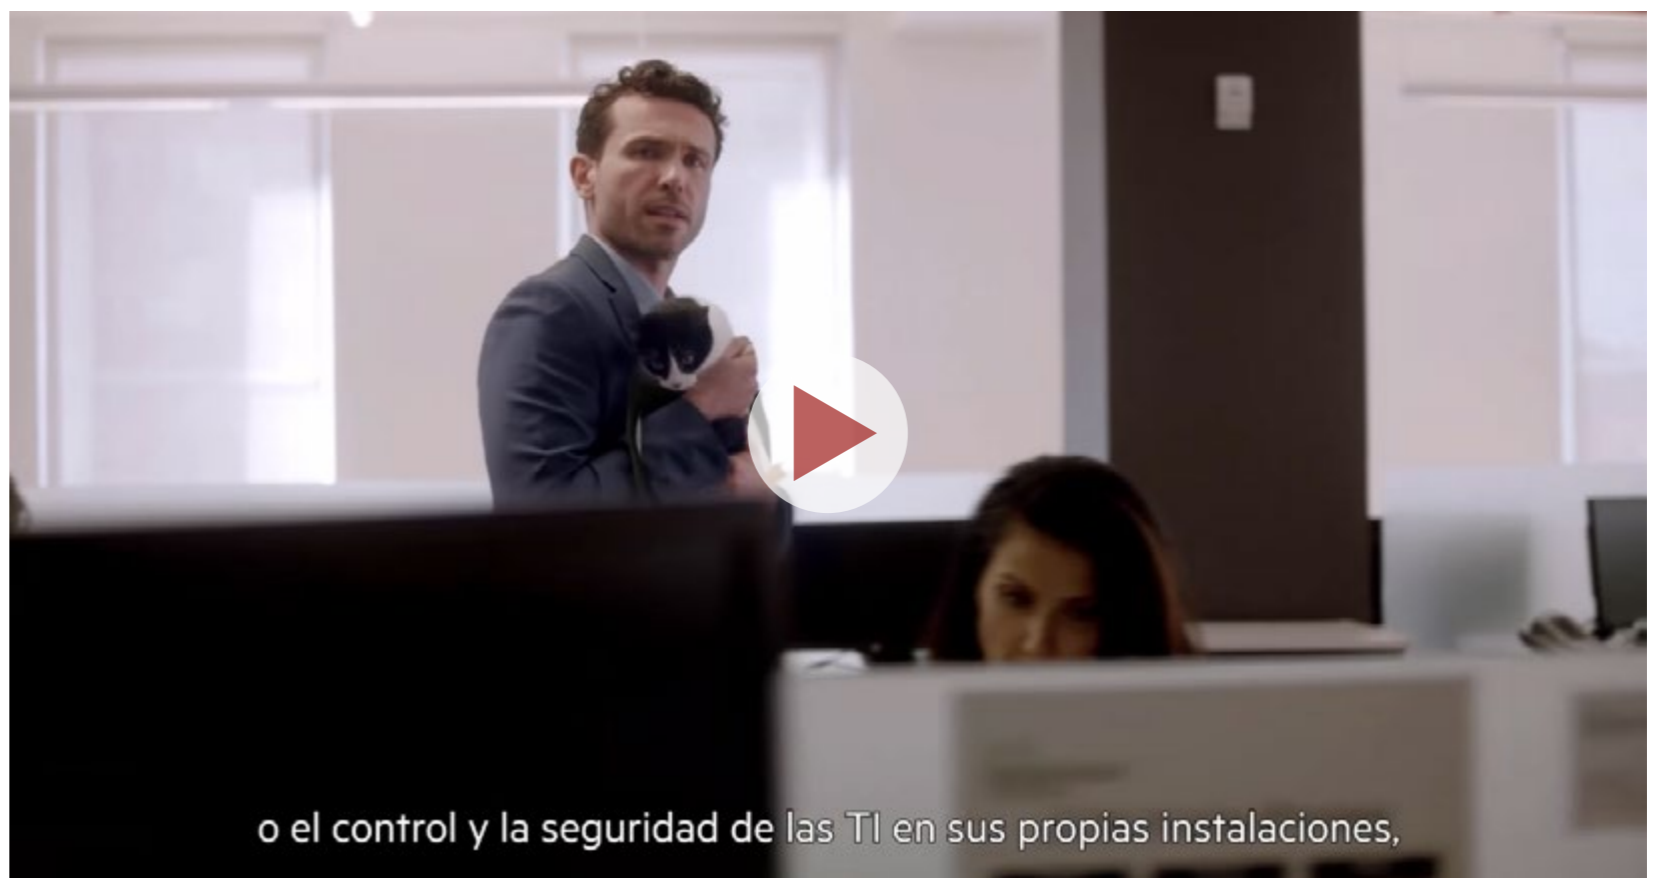 o el control y la seguridad de las TI en sus propias instalaciones,